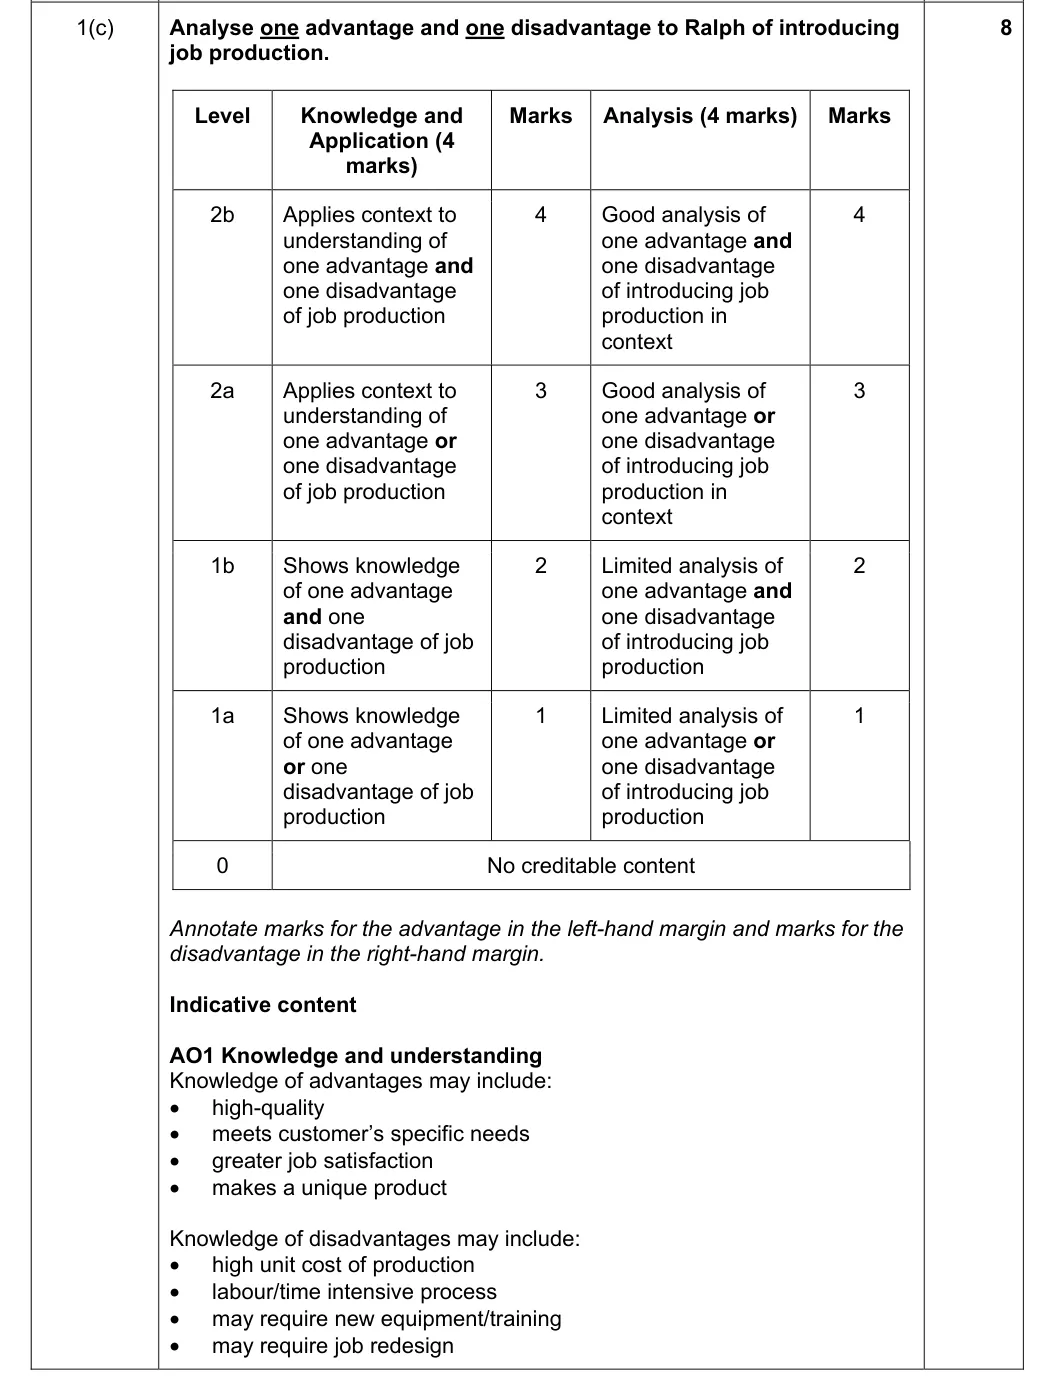 1(c)
Analyse one advantage and one disadvantage to Ralph of introducing
job production.
8
Level
Knowledge and
Application (4
marks)
Marks
Analysis (4 marks)
Marks
2b
Applies context to
understanding of
one advantage and
one disadvantage
of job production
4
Good analysis of
one advantage and
one disadvantage
of introducing job
production in
context
4
2a
Applies context to
understanding of
one advantage or
one disadvantage
of job production
3
Good analysis of
one advantage or
one disadvantage
of introducing job
production in
context
3
1b
Shows knowledge
of one advantage
and one
disadvantage of job
production
2
Limited analysis of
one advantage and
one disadvantage
of introducing job
production
2
1a
Shows knowledge
of one advantage
or one
disadvantage of job
production
1
Limited analysis of
one advantage or
one disadvantage
of introducing job
production
1
0
No creditable content
Annotate marks for the advantage in the left-hand margin and marks for the
disadvantage in the right-hand margin.
Indicative content
AO1 Knowledge and understanding
Knowledge of advantages may include:
• high-quality
• meets customer's specific needs
• greater job satisfaction
• makes a unique product
Knowledge of disadvantages may include:
• high unit cost of production
• labour/time intensive process
• may require new equipment/training
• may require job redesign